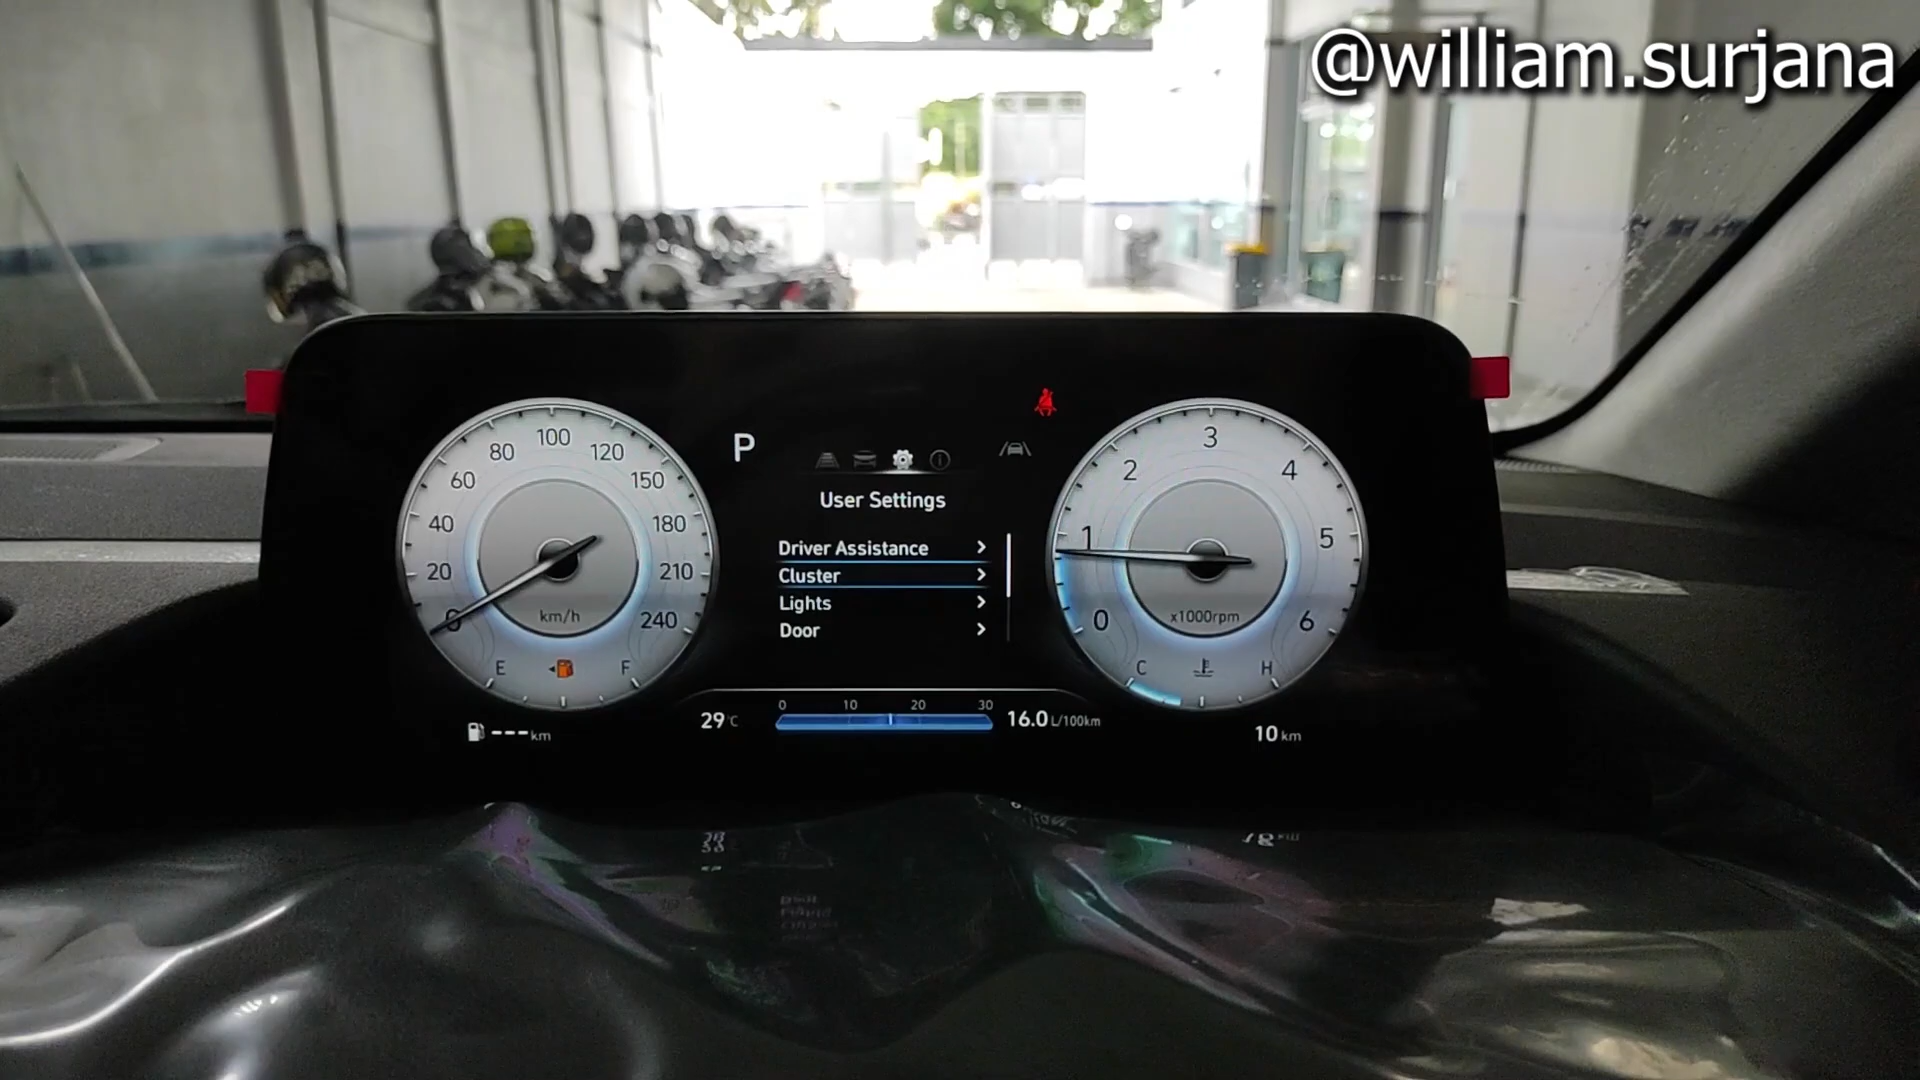 @william.surjana
P
User Settings
Driver Assistance
Cluster
Lights
Door
0 20 40 60 80 100 120 150 180 210 240
km/h
E F
0 1 2 3 4 5 6
x1000rpm
C H
--- km
29°C
0 10 20 30
16.0 L/100km
10 km